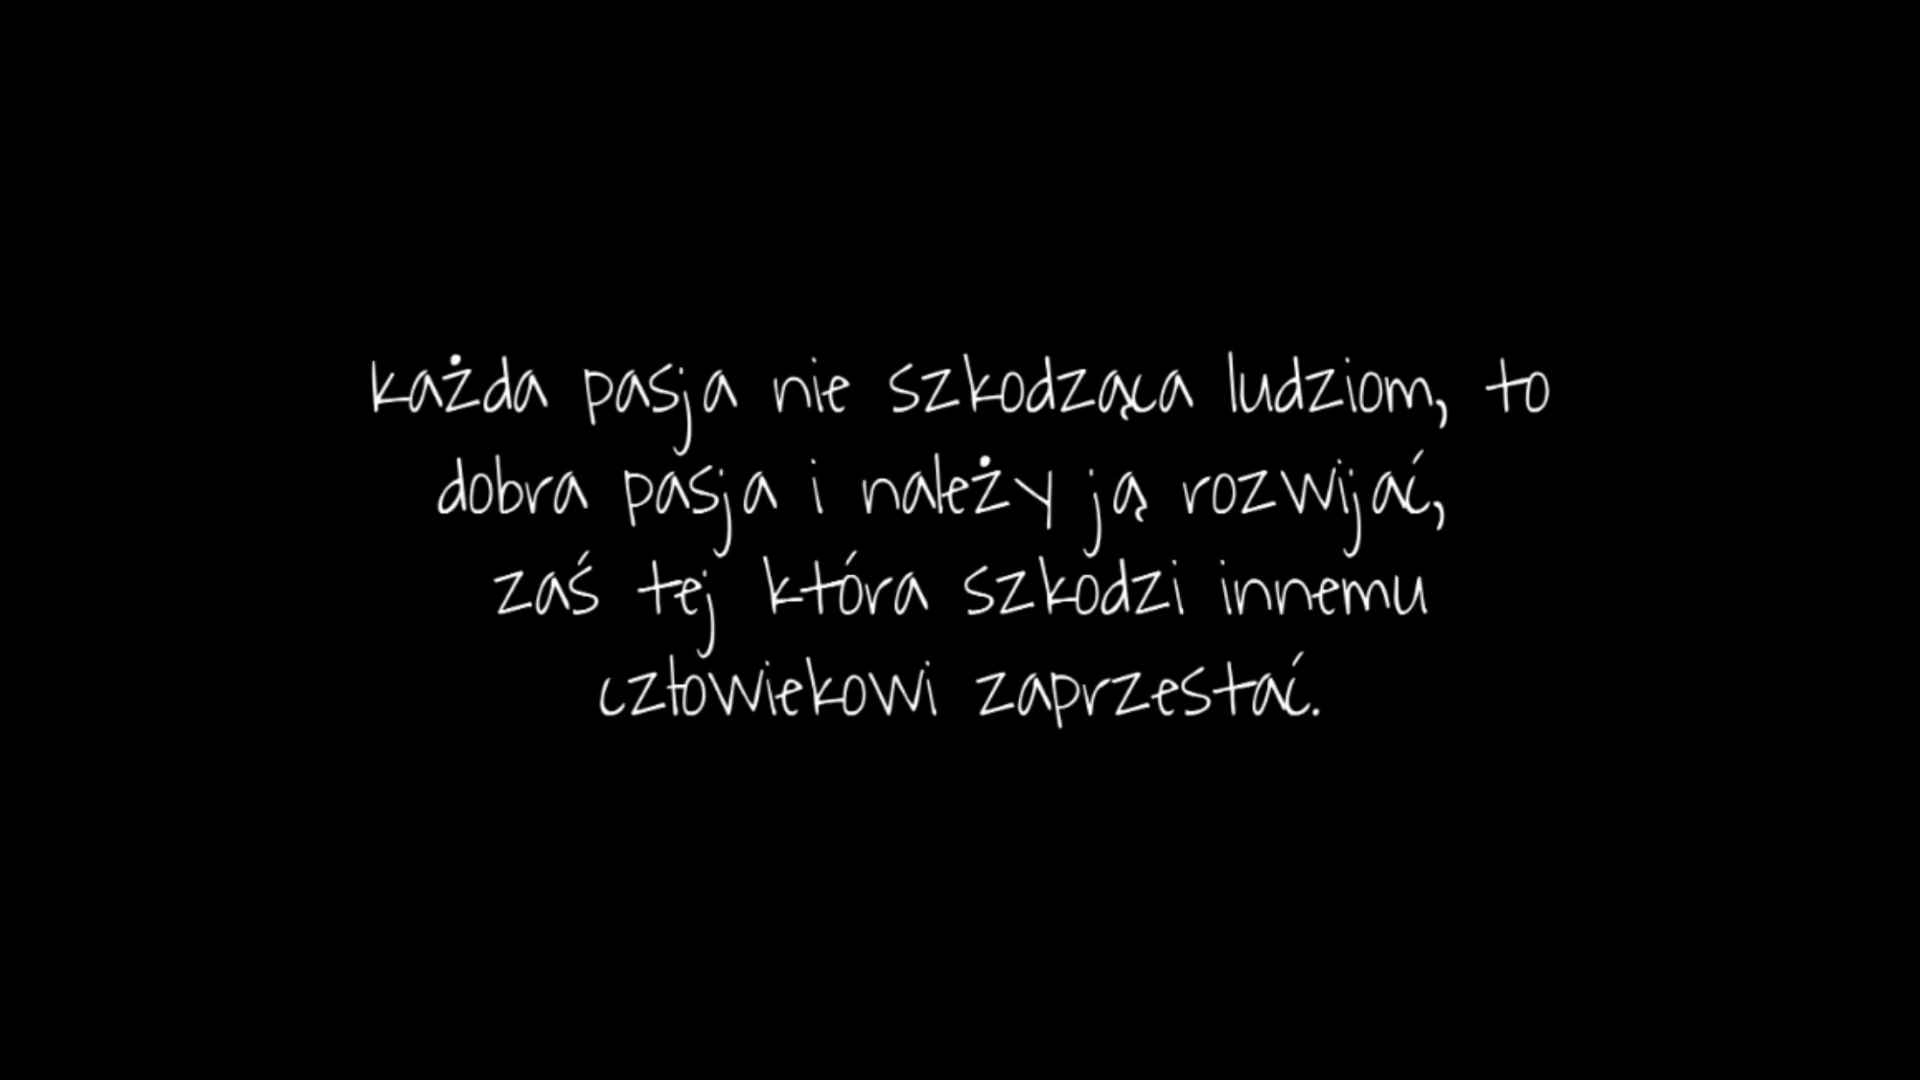 każda pasja nie szkodząca ludziom, to
dobra pasja i należy ją rozwijać,
zaś tej która szkodzi innemu
człowiekowi zaprzestać.